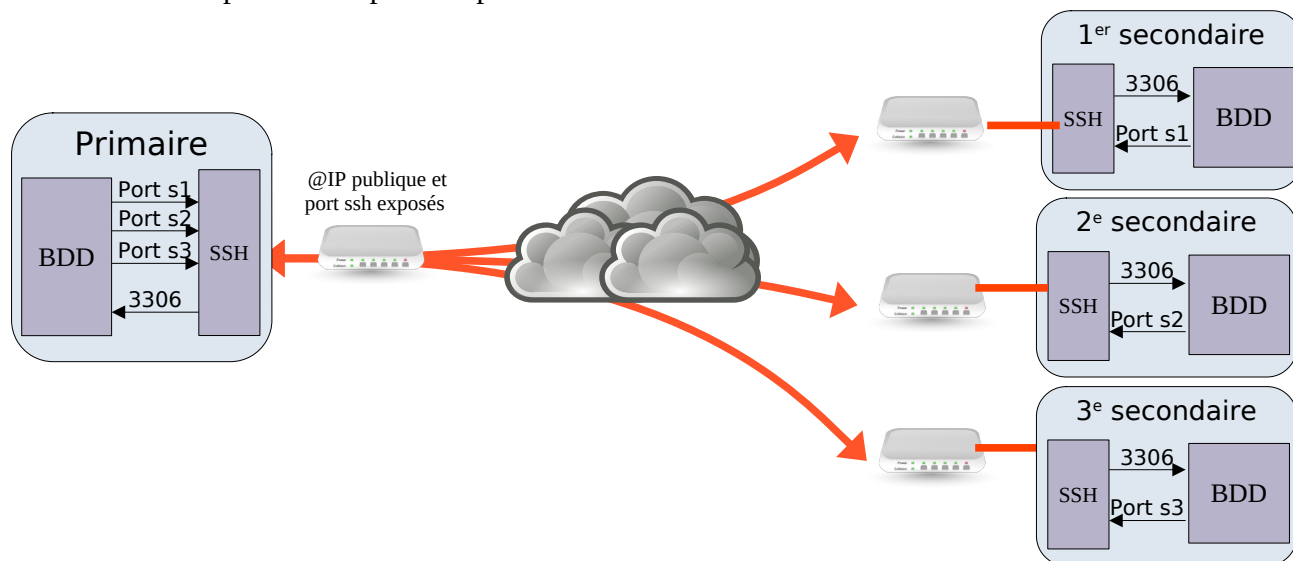 1er secondaire
SSH
3306
Port s1
BDD
Primaire
BDD
Port s1
Port s2
Port s3
3306
SSH
@IP publique et
port ssh exposés
2e secondaire
SSH
3306
Port s2
BDD
3e secondaire
SSH
3306
Port s3
BDD